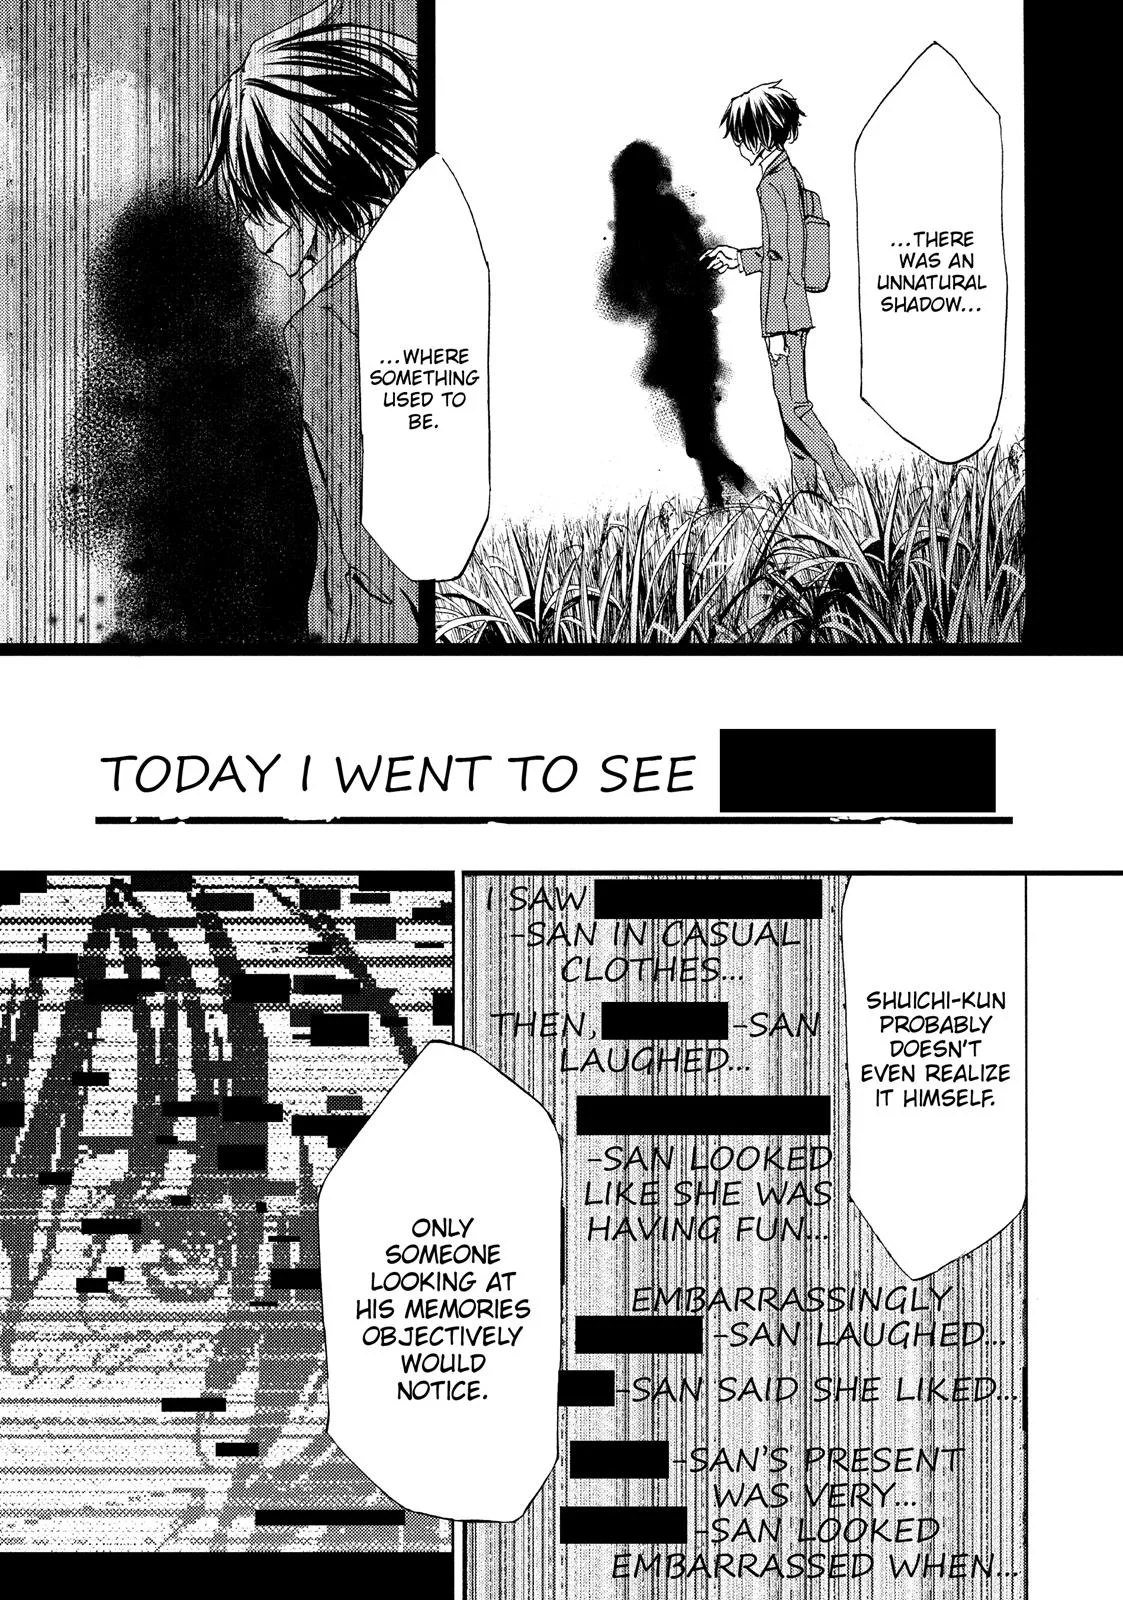 ...THERE
WAS AN
UNNATURAL
SHADOW...
...WHERE
SOMETHING
USED TO
BE.
TODAY I WENT TO SEE
SHUICHI-KUN
PROBABLY
DOESN'T
EVEN REALIZE
IT HIMSELF.
I SAW
-SAN IN CASUAL
CLOTHES...
THEN, -SAN
LAUGHED...
-SAN LOOKED
LIKE SHE WAS
HAVING FUN...
EMBARRASSINGLY
-SAN LAUGHED...
-SAN SAID SHE LIKED...
-SAN'S PRESENT
WAS VERY...
-SAN LOOKED
EMBARRASSED WHEN...
ONLY
SOMEONE
LOOKING AT
HIS MEMORIES
OBJECTIVELY
WOULD
NOTICE.